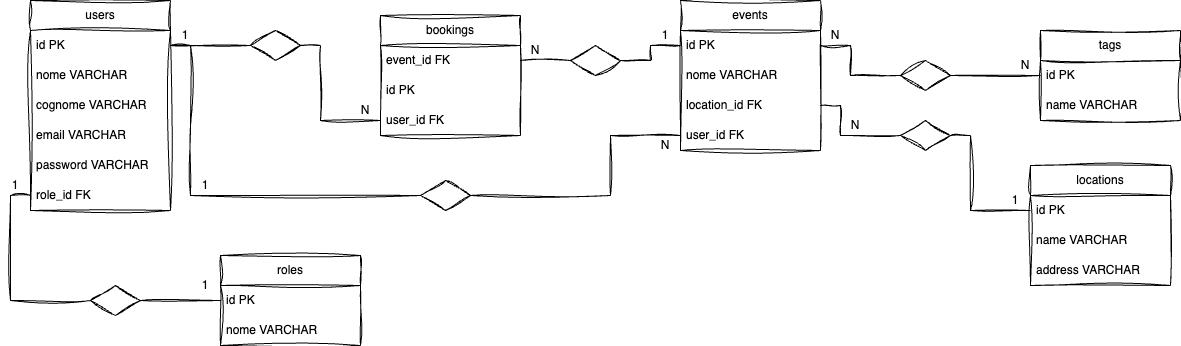 users
id PK
nome VARCHAR
cognome VARCHAR
email VARCHAR
password VARCHAR
role_id FK
1
1
1
N
bookings
event_id FK
id PK
user_id FK
N
1
N
events
id PK
nome VARCHAR
location_id FK
user_id FK
N
N
N
1
tags
id PK
name VARCHAR
locations
id PK
name VARCHAR
address VARCHAR
1
roles
id PK
nome VARCHAR